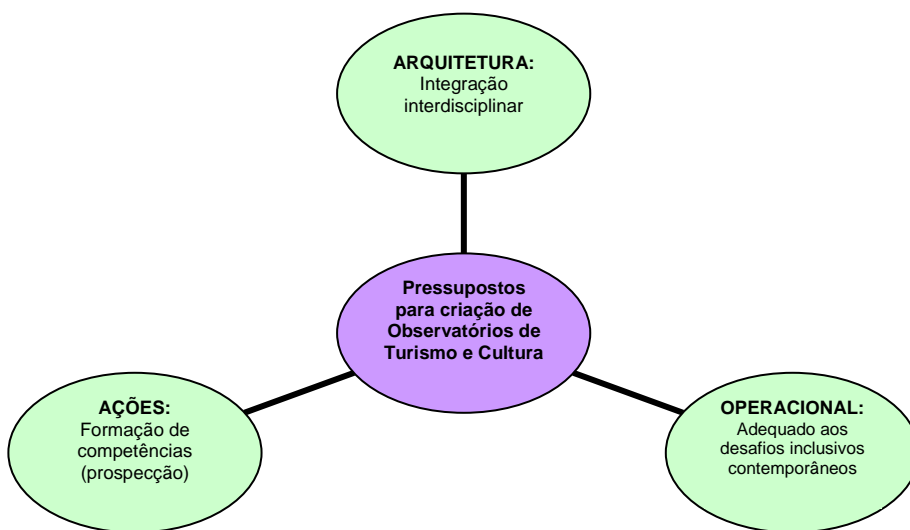 ARQUITETURA:
Integração
interdisciplinar
Pressupostos
para criação de
Observatórios de
Turismo e Cultura
AÇÕES:
Formação de
competências
(prospecção)
OPERACIONAL:
Adequado aos
desafios inclusivos
contemporâneos